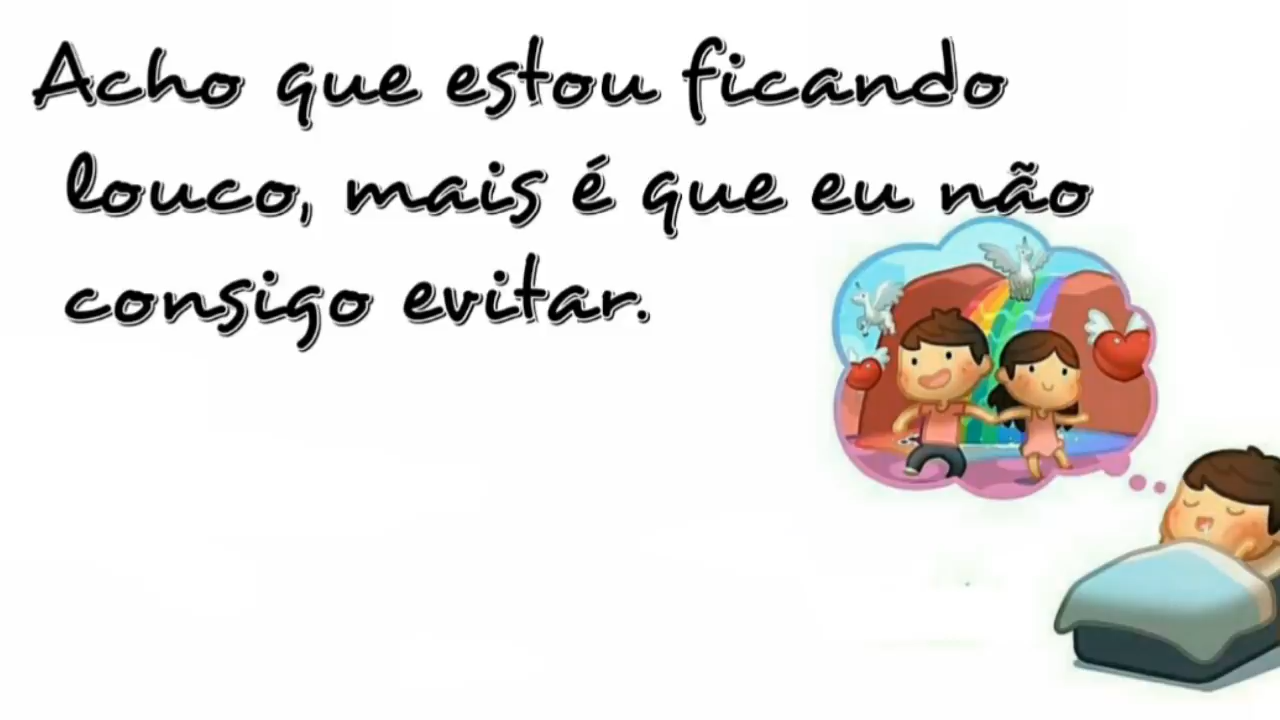 Acho que estou ficando
louco, mais é que eu não
consigo evitar.